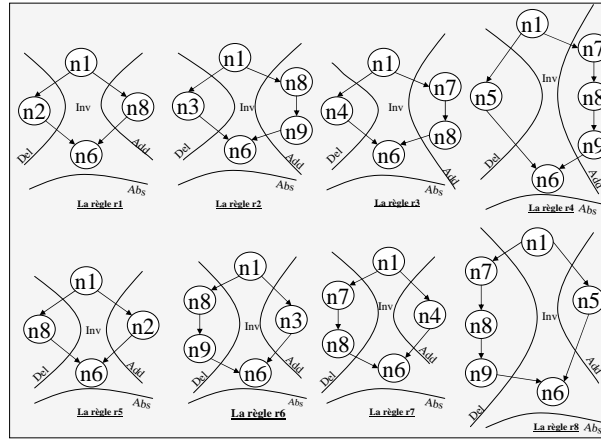 n1
n2
Inv
n8
n6
Del
Add
Abs
La règle r1
n1
n8
n3
Inv
n9
n6
Del
Add
Abs
La règle r2
n1
n7
n4
Inv
n8
n6
Del
Add
Abs
La règle r3
n1
n7
Inv
n5
n8
n9
n6
Del
Add
La règle r4 Abs
n1
n8
Inv
n2
n6
Del
Add
Abs
La règle r5
n1
n8
n3
Inv
n9
n6
Del
Add
Abs
La règle r6
n1
n7
n4
Inv
n8
n6
Del
Add
Abs
La règle r7
n1
n7
n5
n8
Inv
n9
n6
Del
Add
La règle r8 Abs